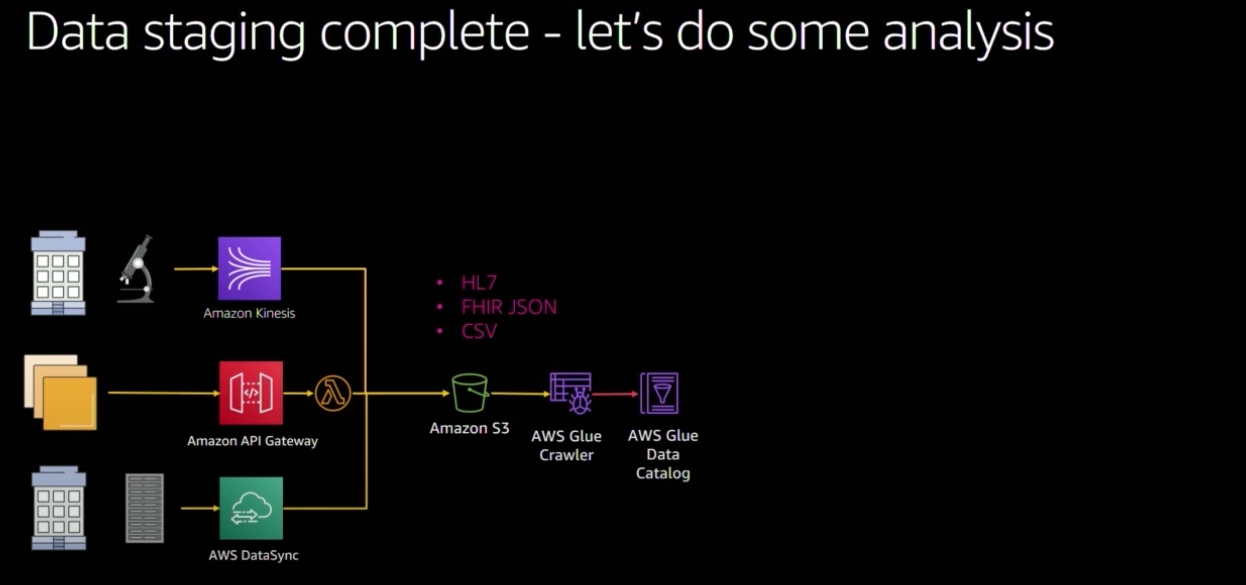 Data staging complete - let's do some analysis
Amazon Kinesis
• HL7
• FHIR JSON
• CSV
Amazon API Gateway
Amazon S3
AWS Glue
Crawler
AWS Glue
Data
Catalog
AWS DataSync